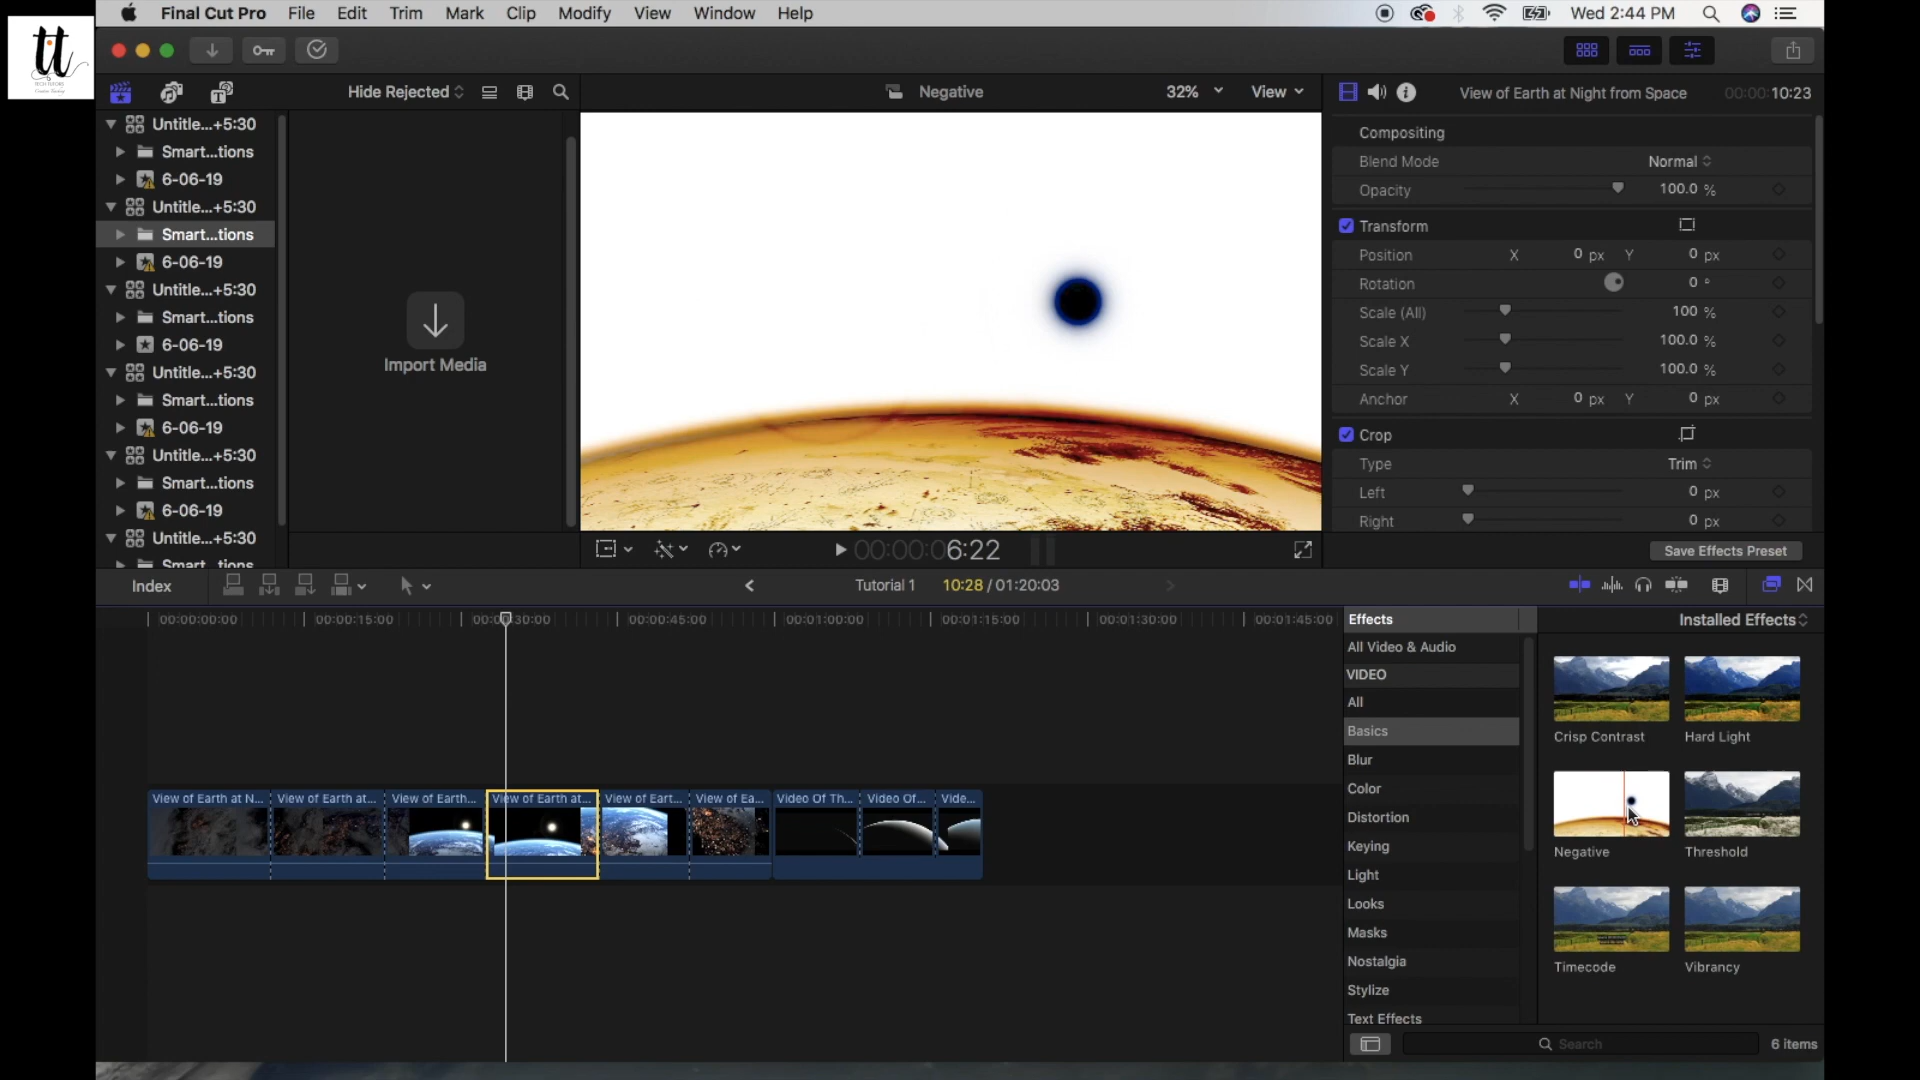 Final Cut Pro File Edit Trim Mark Clip Modify View Window Help Wed 2:44 PM
tt
Hide Rejected
Negative 32% View
View of Earth at Night from Space 00:00:10:23
Untitle...+5:30
Smart...tions
6-06-19
Untitle...+5:30
Smart...tions
6-06-19
Untitle...+5:30
Smart...tions
6-06-19
Untitle...+5:30
Smart...tions
6-06-19
Untitle...+5:30
Smart...tions
6-06-19
Untitle...+5:30
Smart...tions
Import Media
00:00:06:22
Compositing
Blend Mode Normal
Opacity 100.0 %
Transform
Position X 0 px Y 0 px
Rotation 0 °
Scale (All) 100 %
Scale X 100.0 %
Scale Y 100.0 %
Anchor X 0 px Y 0 px
Crop
Type Trim
Left 0 px
Right 0 px
Save Effects Preset
Index
Tutorial 1 10:28 / 01:20:03
00:00:00:00 00:00:15:00 00:00:30:00 00:00:45:00 00:01:00:00 00:01:15:00 00:01:30:00 00:01:45:00
View of Earth at N... View of Earth at... View of Earth... View of Earth at... View of Eart... View of Ea... Video Of Th... Video Of... Vide...
Effects
All Video & Audio
VIDEO
All
Basics
Blur
Color
Distortion
Keying
Light
Looks
Masks
Nostalgia
Stylize
Text Effects
Installed Effects
Crisp Contrast Hard Light
Negative Threshold
Timecode Vibrancy
Search 6 items